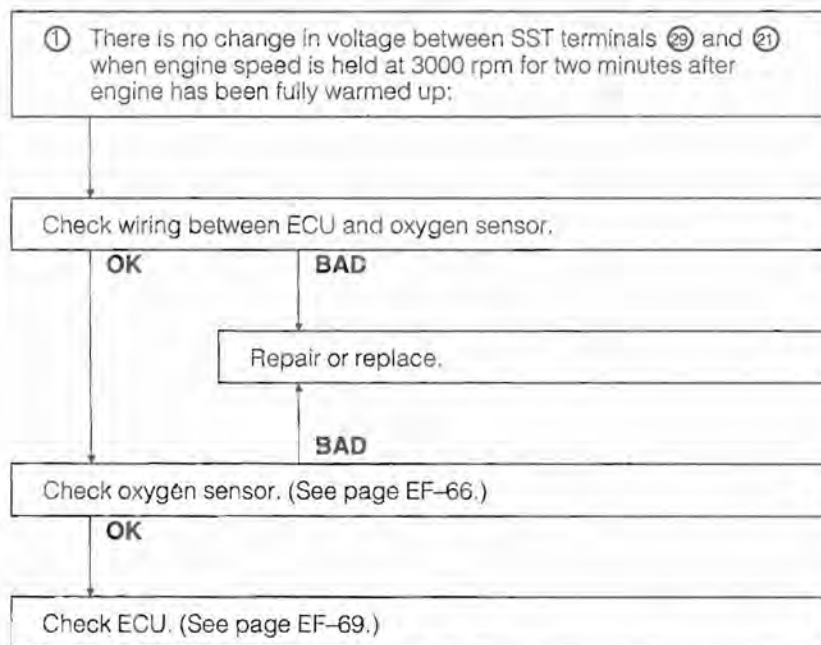 ① There is no change in voltage between SST terminals ㉙ and ㉑
when engine speed is held at 3000 rpm for two minutes after
engine has been fully warmed up:
Check wiring between ECU and oxygen sensor.
OK BAD
Repair or replace.
BAD
Check oxygen sensor. (See page EF–66.)
OK
Check ECU. (See page EF–69.)